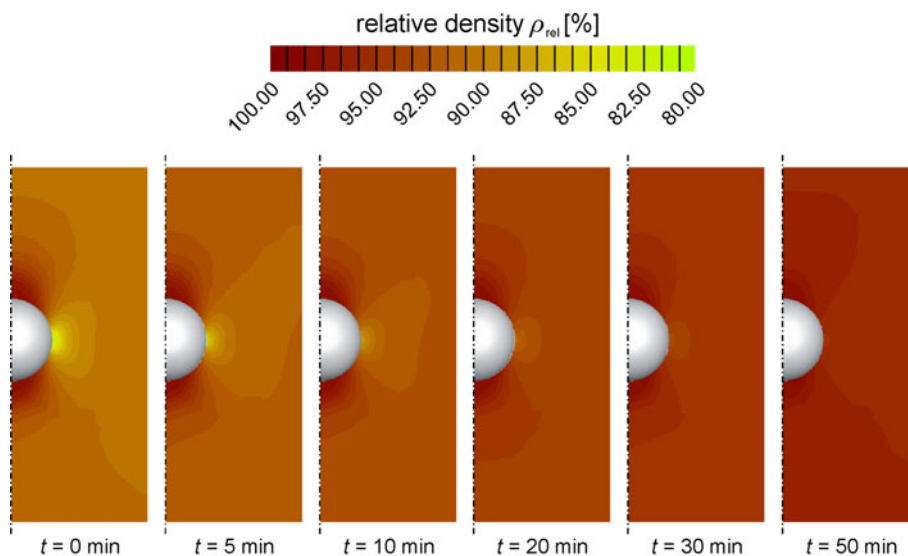 relative density ρrel [%]
100.00 97.50 95.00 92.50 90.00 87.50 85.00 82.50 80.00
t = 0 min t = 5 min t = 10 min t = 20 min t = 30 min t = 50 min